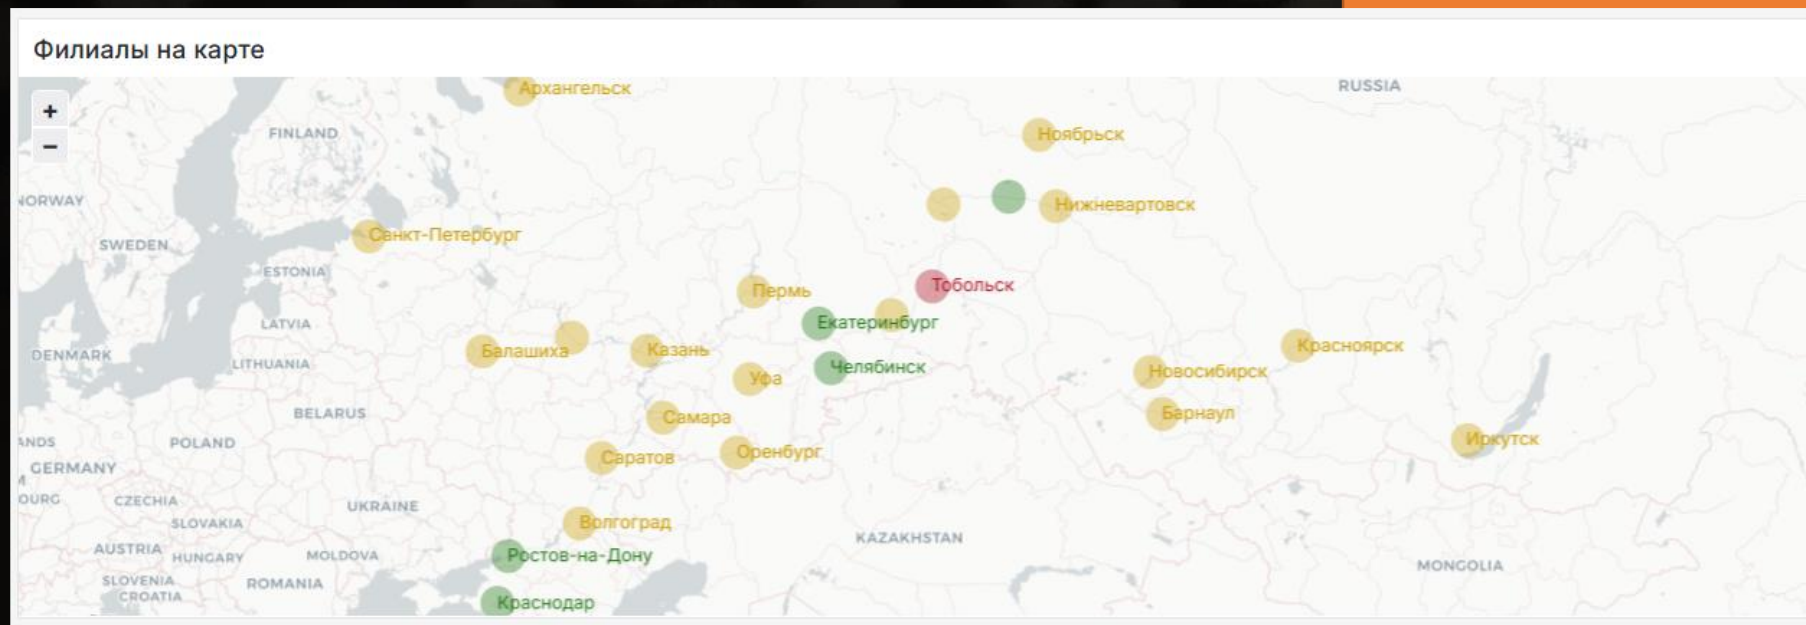 Филиалы на карте
+
−
Архангельск
RUSSIA
FINLAND
Ноябрьск
NORWAY
Нижневартовск
Санкт-Петербург
SWEDEN
ESTONIA
Тобольск
Пермь
LATVIA
Екатеринбург
Балашиха
Казань
Красноярск
DENMARK
LITHUANIA
Челябинск
Новосибирск
Уфа
BELARUS
Самара
Барнаул
Иркутск
ANDS
POLAND
Саратов
Оренбург
GERMANY
OURG
CZECHIA
UKRAINE
SLOVAKIA
Волгоград
KAZAKHSTAN
AUSTRIA
HUNGARY
MOLDOVA
Ростов-на-Дону
MONGOLIA
SLOVENIA
ROMANIA
CROATIA
Краснодар